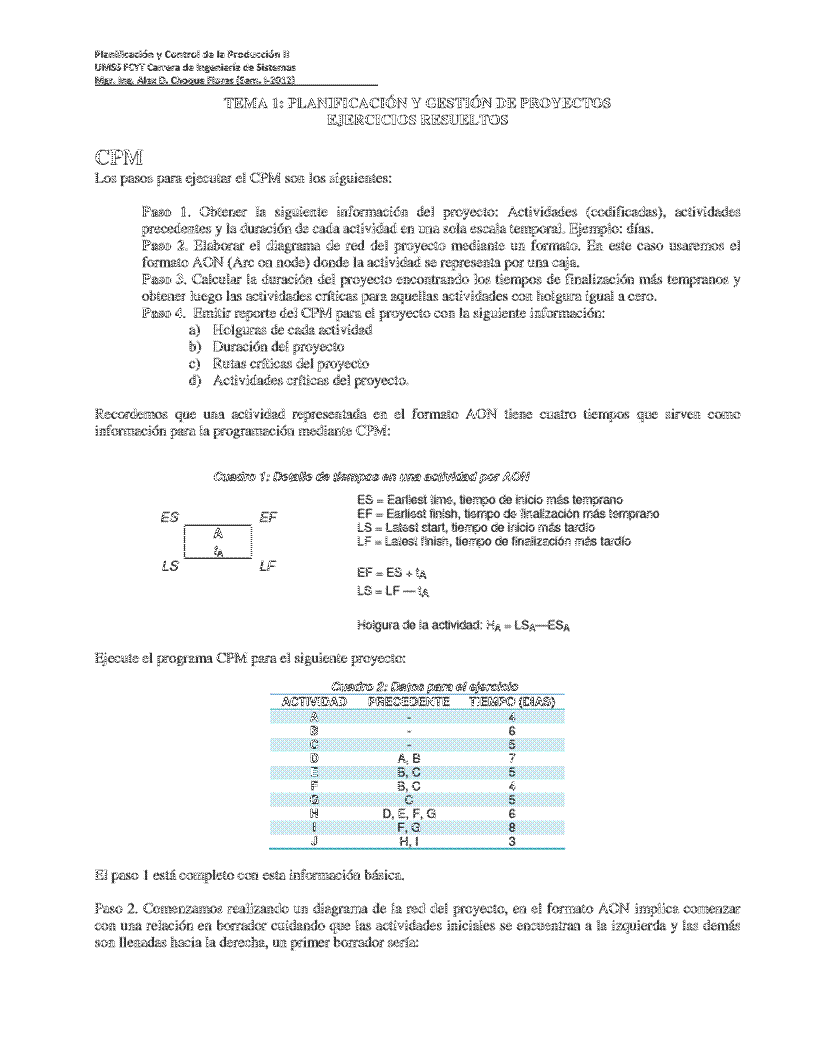 Planificación y Control de la Producción II
UMSS FCYT Carrera de Ingeniería de Sistemas
Mgr. Ing. Alex D. Choque Flores (Sem. I-2012)
TEMA 1: PLANIFICACIÓN Y GESTIÓN DE PROYECTOS
EJERCICIOS RESUELTOS
CPM
Los pasos para ejecutar el CPM son los siguientes:
Paso 1. Obtener la siguiente información del proyecto: Actividades (codificadas), actividades
precedentes y la duración de cada actividad en una sola escala temporal. Ejemplo: días.
Paso 2. Elaborar el diagrama de red del proyecto mediante un formato. En este caso usaremos el
formato AON (Arc on node) donde la actividad se representa por una caja.
Paso 3. Calcular la duración del proyecto encontrando los tiempos de finalización más tempranos y
obtener luego las actividades críticas para aquellas actividades con holgura igual a cero.
Paso 4. Emitir reporte del CPM para el proyecto con la siguiente información:
a) Holguras de cada actividad
b) Duración del proyecto
c) Rutas críticas del proyecto
d) Actividades críticas del proyecto.
Recordemos que una actividad representada en el formato AON tiene cuatro tiempos que sirven como
información para la programación mediante CPM:
Cuadro 1: Detalle de tiempos en una actividad por AON
ES EF
A
tA
LS LF
ES = Earliest time, tiempo de inicio más temprano
EF = Earliest finish, tiempo de finalización más temprano
LS = Latest start, tiempo de inicio más tardío
LF = Latest finish, tiempo de finalización más tardío
EF = ES + tA
LS = LF — tA
Holgura de la actividad: HA = LSA—ESA
Ejecute el programa CPM para el siguiente proyecto:
Cuadro 2: Datos para el ejercicio
ACTIVIDAD PRECEDENTE TIEMPO (DIAS)
A - 4
B - 6
C - 5
D A, B 7
E B, C 5
F B, C 4
G C 5
H D, E, F, G 6
I F, G 8
J H, I 3
El paso 1 está completo con esta información básica.
Paso 2. Comenzamos realizando un diagrama de la red del proyecto, en el formato AON implica comenzar
con una relación en borrador cuidando que las actividades iniciales se encuentran a la izquierda y las demás
son llenadas hacia la derecha, un primer borrador sería: